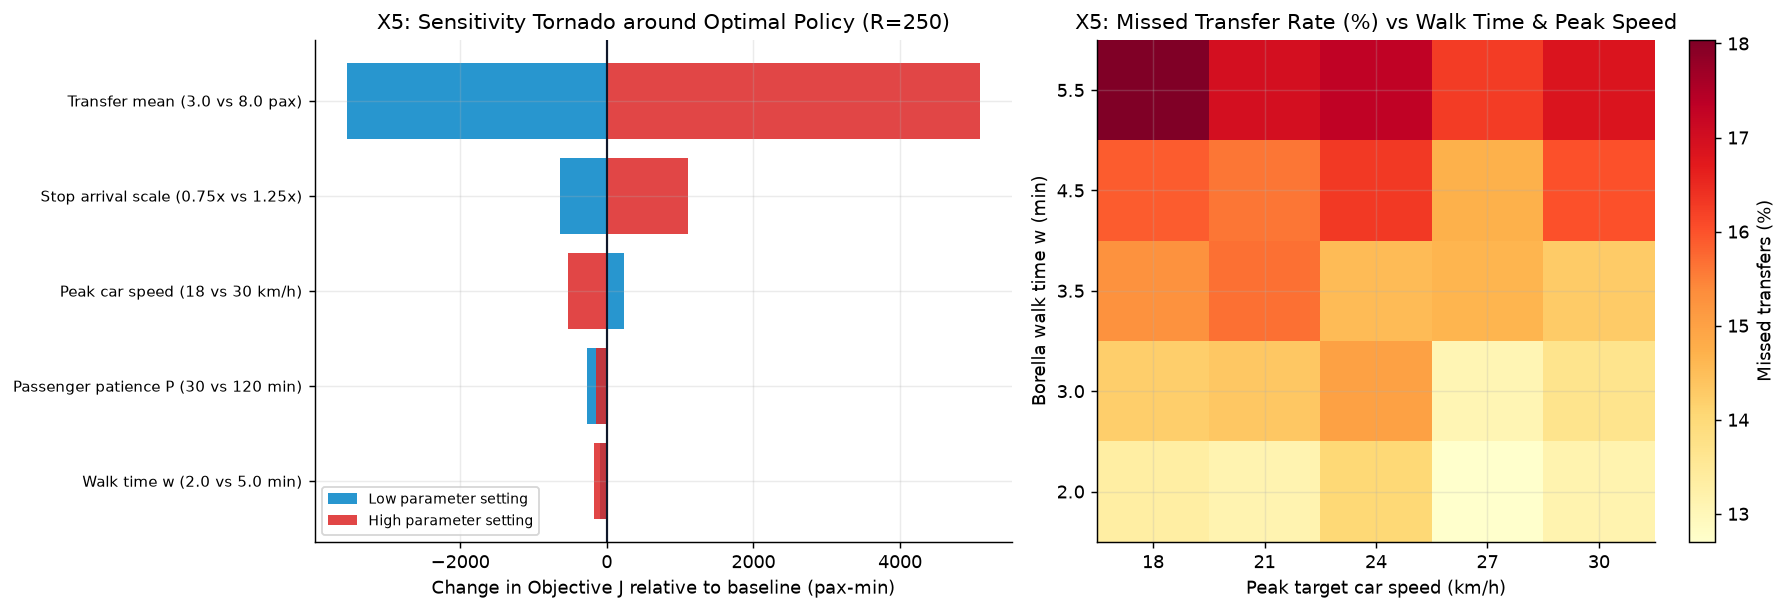 X5: Sensitivity Tornado around Optimal Policy (R=250)
Transfer mean (3.0 vs 8.0 pax)
Stop arrival scale (0.75x vs 1.25x)
Peak car speed (18 vs 30 km/h)
Passenger patience P (30 vs 120 min)
Walk time w (2.0 vs 5.0 min)
Low parameter setting
High parameter setting
−2000
0
2000
4000
Change in Objective J relative to baseline (pax-min)
X5: Missed Transfer Rate (%) vs Walk Time & Peak Speed
Borella walk time w (min)
5.5
4.5
3.5
3.0
2.0
18
21
24
27
30
Peak target car speed (km/h)
18
17
16
15
14
13
Missed transfers (%)